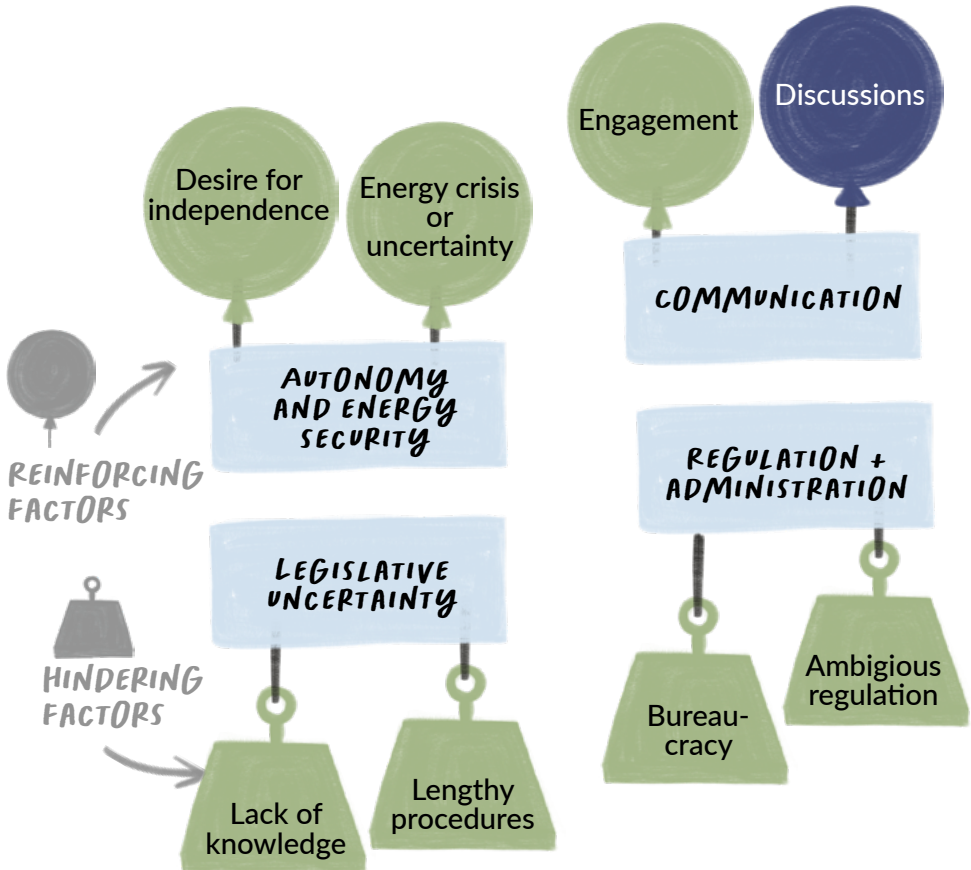 Engagement
Discussions
Desire for
independence
Energy crisis
or
uncertainty
COMMUNICATION
AUTONOMY
AND ENERGY
SECURITY
REINFORCING
FACTORS
REGULATION +
ADMINISTRATION
LEGISLATIVE
UNCERTAINTY
HINDERING
FACTORS
Lack of
knowledge
Lengthy
procedures
Bureau-
cracy
Ambigious
regulation